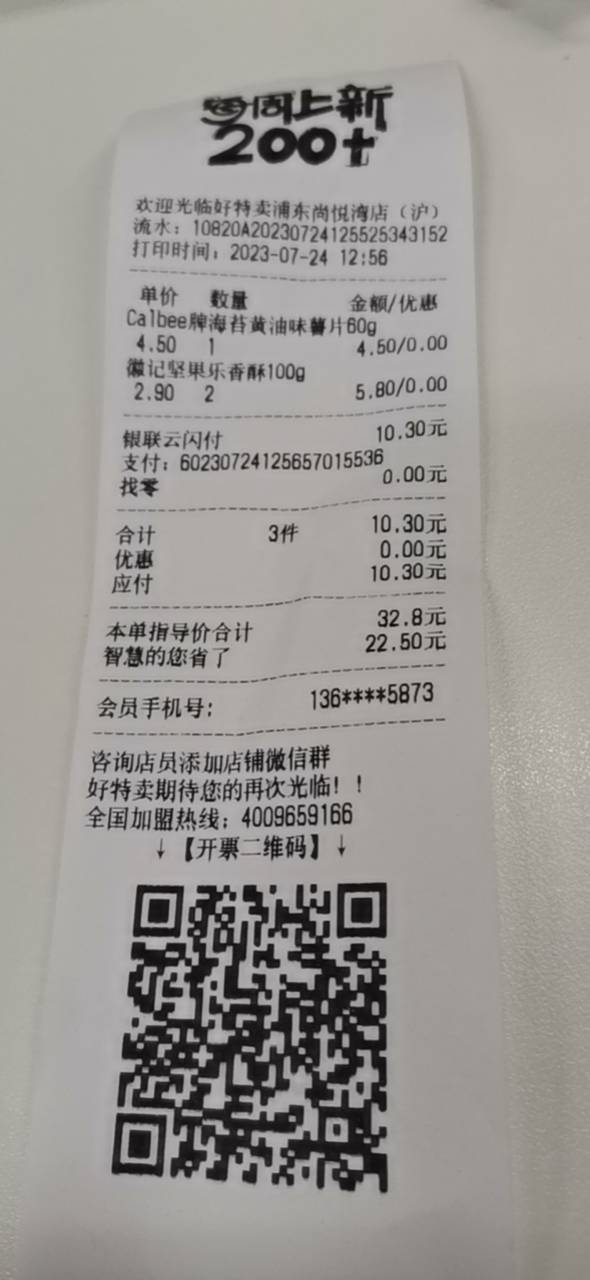 每周上新
200+
欢迎光临好特卖浦东尚悦湾店（沪）
流水：10820A20230724125525343152
打印时间：2023-07-24 12:56
单价 数量 金额/优惠
Calbee牌海苔黄油味薯片60g
4.50 1 4.50/0.00
徽记坚果乐香酥100g
2.90 2 5.80/0.00
银联云闪付 10.30元
支付：60230724125657015536
找零 0.00元
合计 3件 10.30元
优惠 0.00元
应付 10.30元
本单指导价合计 32.8元
智慧的您省了 22.50元
会员手机号： 136****5873
咨询店员添加店铺微信群
好特卖期待您的再次光临！！
全国加盟热线：4009659166
↓【开票二维码】↓